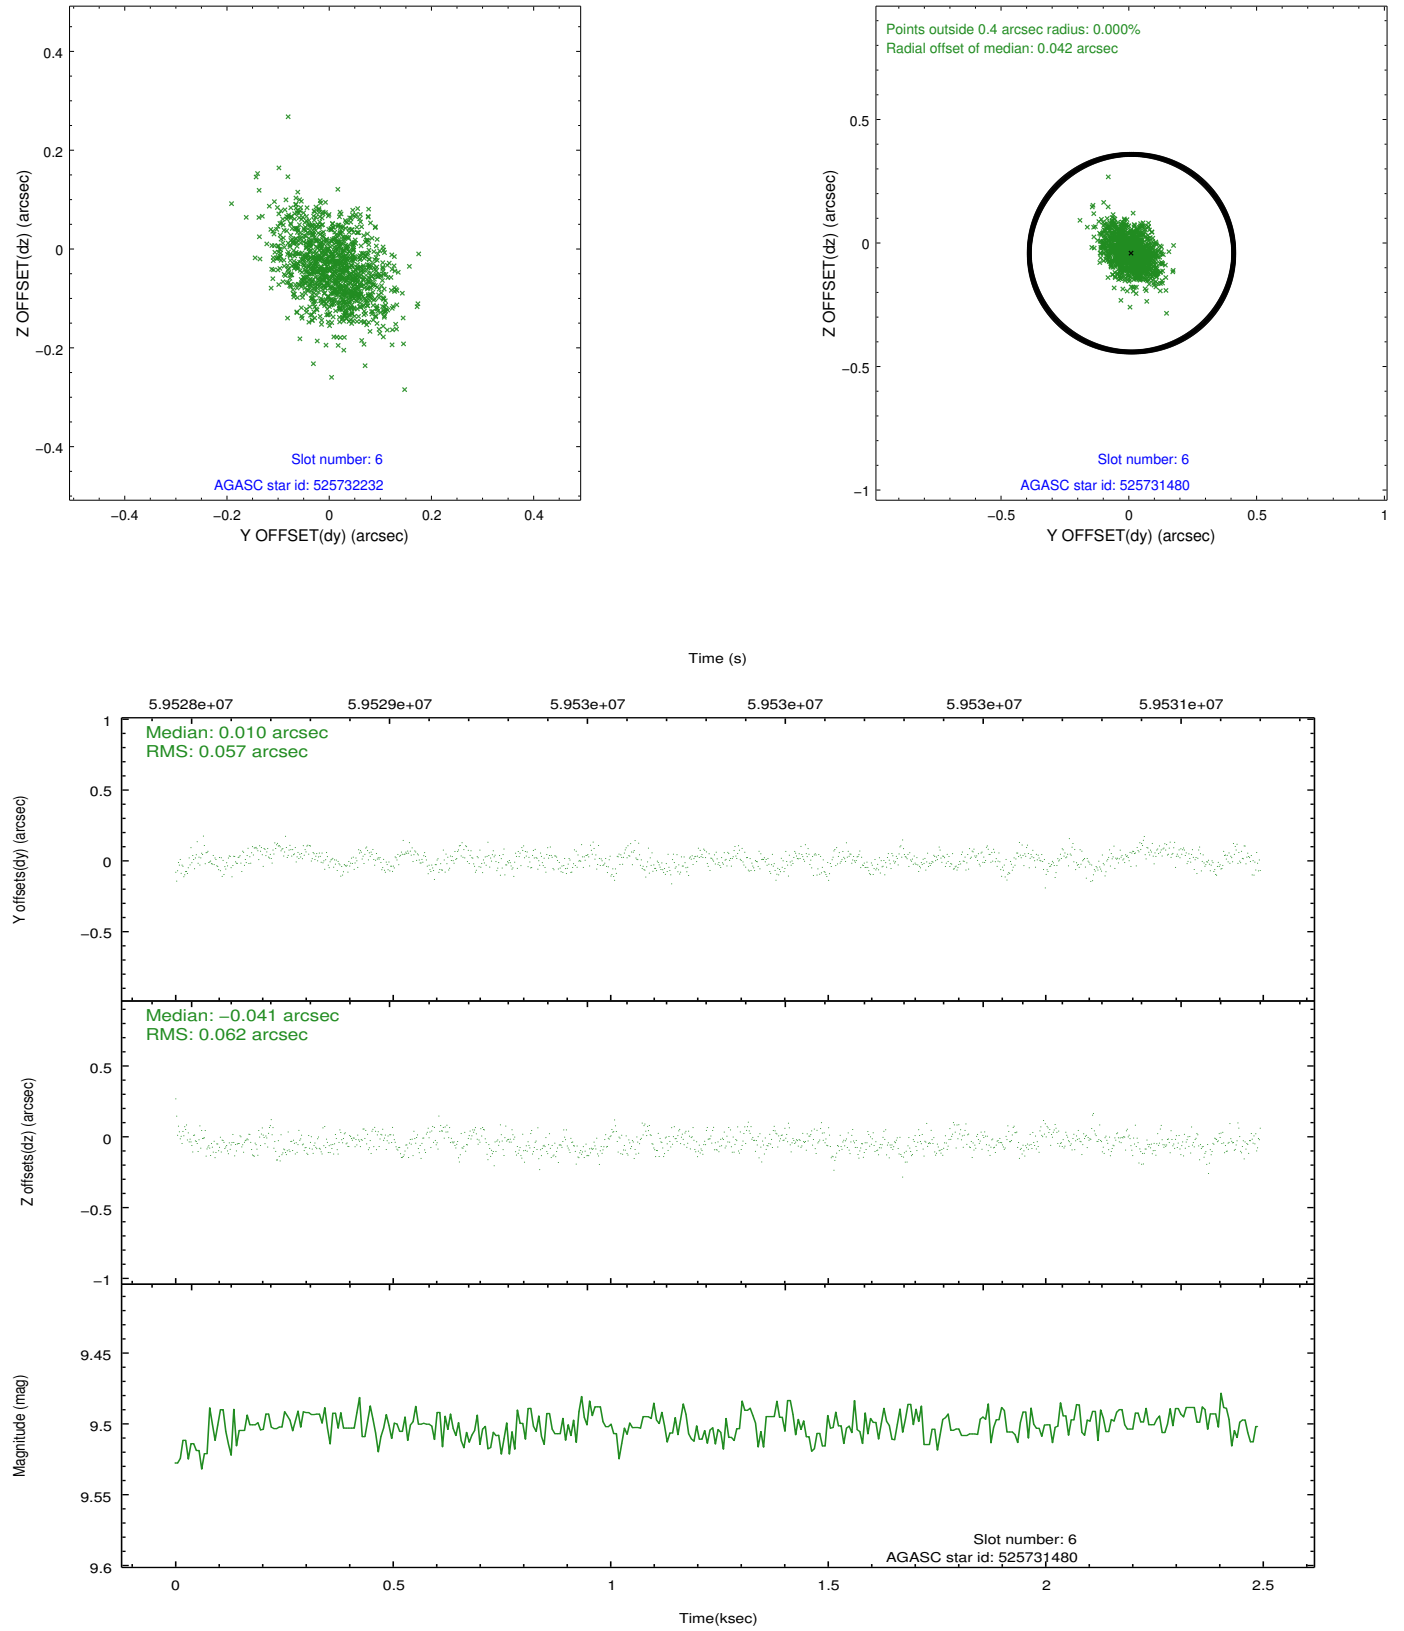 0.4
0.2
0
−0.2
−0.4
Z OFFSET(dz) (arcsec)
Slot number: 6
AGASC star id: 525732232
−0.4 −0.2 0 0.2 0.4
Y OFFSET(dy) (arcsec)
Points outside 0.4 arcsec radius: 0.000%
Radial offset of median: 0.042 arcsec
0.5
0
−0.5
−1
Z OFFSET(dz) (arcsec)
Slot number: 6
AGASC star id: 525731480
−0.5 0 0.5 1
Y OFFSET(dy) (arcsec)
Time (s)
5.9528e+07 5.9529e+07 5.953e+07 5.953e+07 5.953e+07 5.9531e+07
Median: 0.010 arcsec
RMS: 0.057 arcsec
1
0.5
0
−0.5
Y offsets(dy) (arcsec)
Median: −0.041 arcsec
RMS: 0.062 arcsec
0.5
0
−0.5
−1
Z offsets(dz) (arcsec)
9.45
9.5
9.55
9.6
Magnitude (mag)
Slot number: 6
AGASC star id: 525731480
0 0.5 1 1.5 2 2.5
Time(ksec)